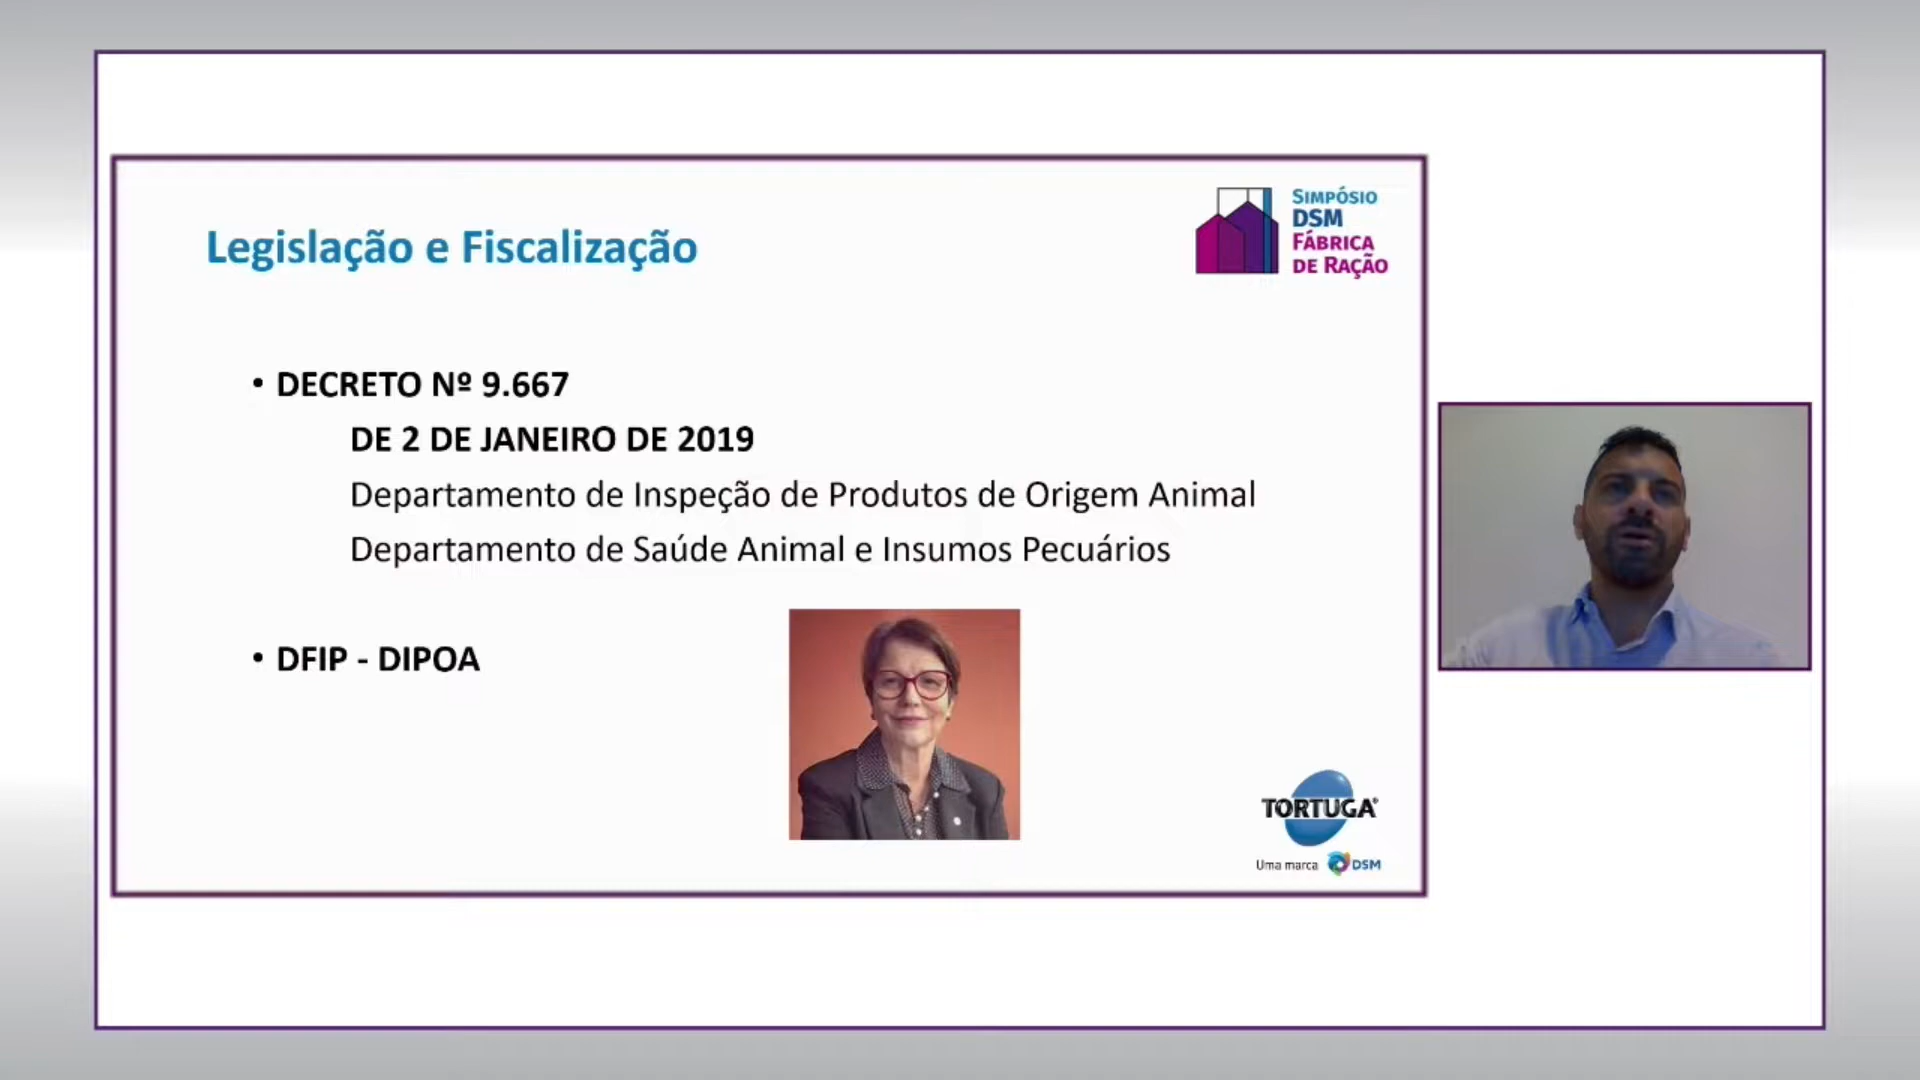 SIMPÓSIO
DSM
FÁBRICA
DE RAÇÃO
Legislação e Fiscalização
• DECRETO Nº 9.667
DE 2 DE JANEIRO DE 2019
Departamento de Inspeção de Produtos de Origem Animal
Departamento de Saúde Animal e Insumos Pecuários
• DFIP - DIPOA
TORTUGA®
Uma marca DSM